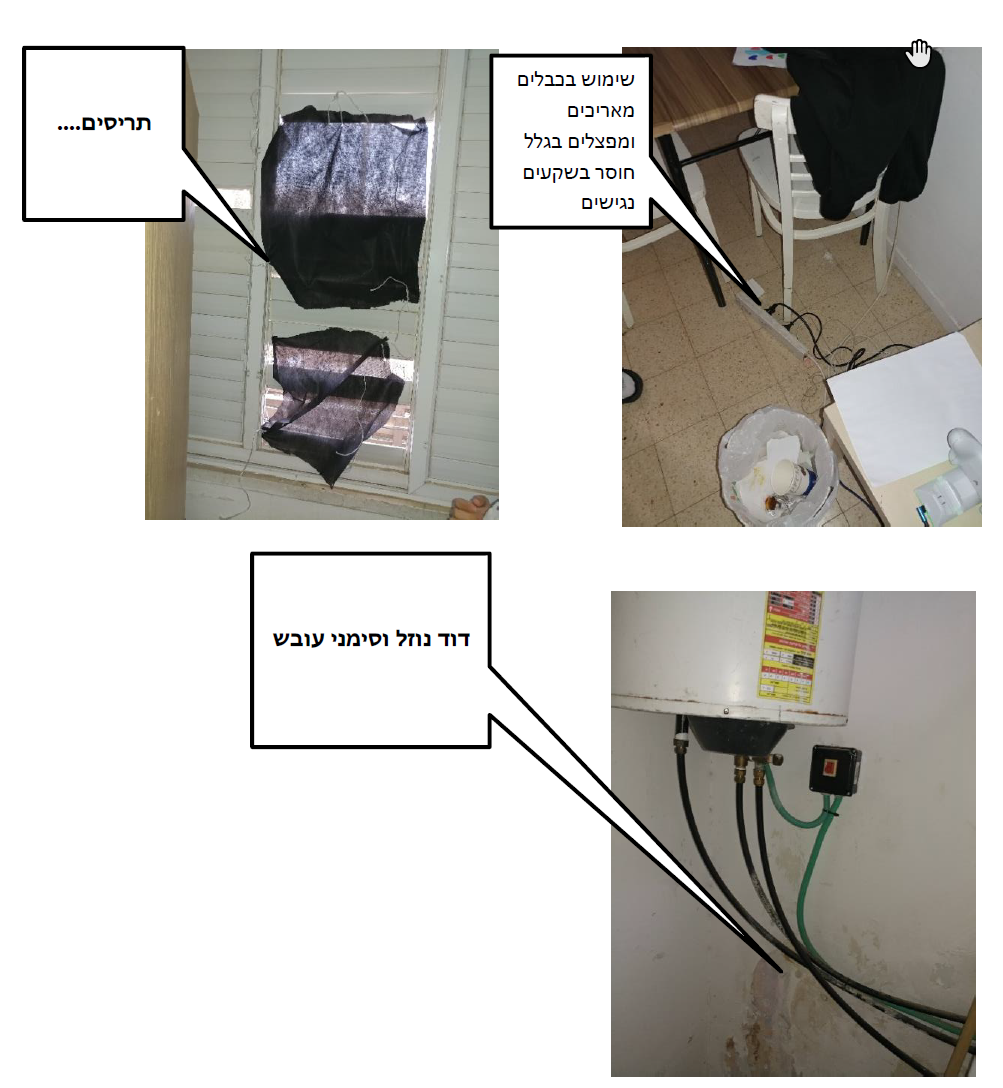 תריסים....
שימוש בכבלים
מאריכים
ומפצלים בגלל
חוסר בשקעים
נגישים
דוד נוזל וסימני עובש